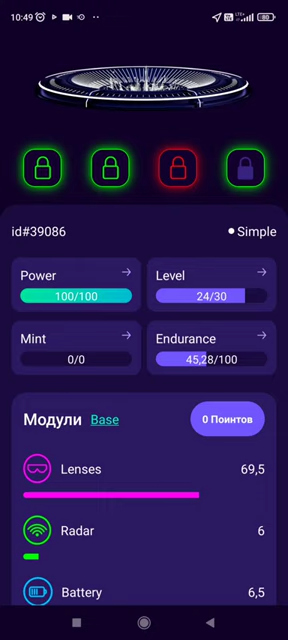 10:49
80
id#39086
Simple
Power
100/100
Level
24/30
Mint
0/0
Endurance
45,28/100
Модули Base
0 Поинтов
Lenses 69,5
Radar 6
Battery 6,5